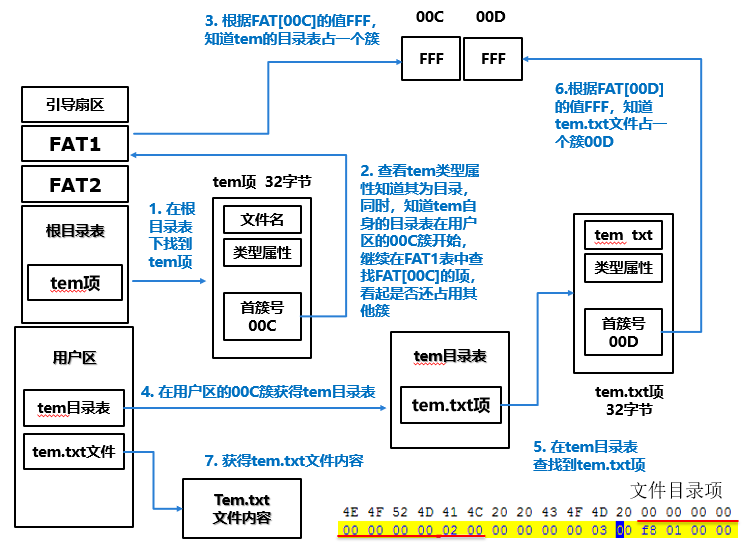 3. 根据FAT[00C]的值FFF，
知道tem的目录表占一个簇
00C 00D
FFF FFF
6.根据FAT[00D]
的值FFF，知道
tem.txt文件占一
个簇00D
引导扇区
FAT1
FAT2
根目录表
tem项
1. 在根
目录表
下找到
tem项
tem项 32字节
文件名
类型属性
首簇号
00C
2. 查看tem类型属
性知道其为目录，
同时，知道tem自
身的目录表在用户
区的00C簇开始，
继续在FAT1表中查
找FAT[00C]的项，
看起是否还占用其
他簇
tem txt
类型属性
首簇号
00D
tem.txt项
32字节
用户区
tem目录表
tem.txt文件
4. 在用户区的00C簇获得tem目录表
tem目录表
tem.txt项
5. 在tem目录表
查找到tem.txt项
7. 获得tem.txt文件内容
Tem.txt
文件内容
文件目录项
4E 4F 52 4D 41 4C 20 20 43 4F 4D 20 00 00 00 00
00 00 00 00 02 00 00 00 00 00 03 00 f8 01 00 00